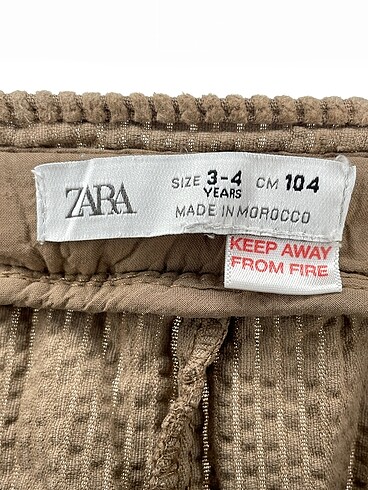 ZARA
SIZE 3-4 CM 104
YEARS
MADE IN MOROCCO
KEEP AWAY
FROM FIRE